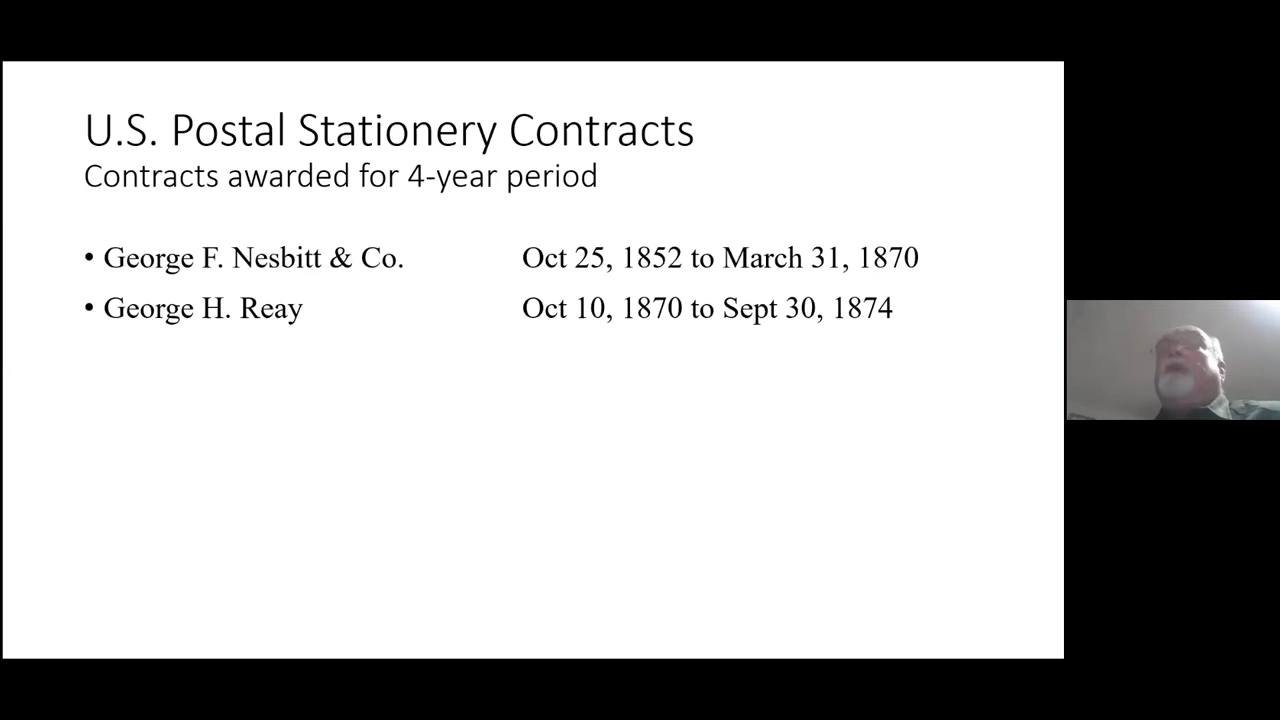 U.S. Postal Stationery Contracts
Contracts awarded for 4-year period
• George F. Nesbitt & Co. Oct 25, 1852 to March 31, 1870
• George H. Reay Oct 10, 1870 to Sept 30, 1874